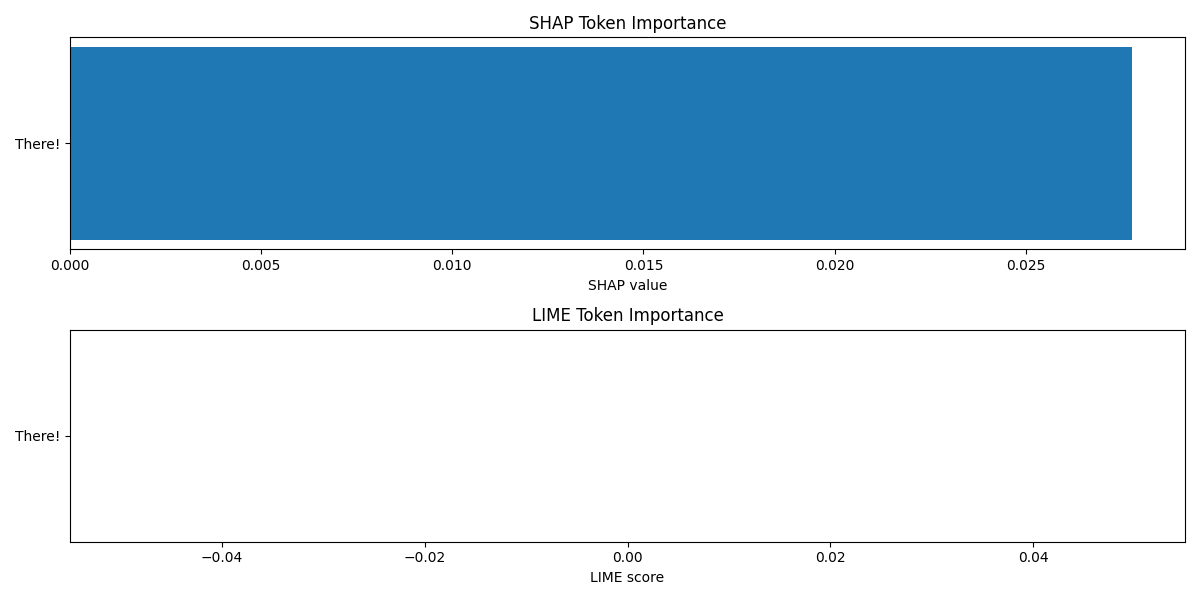 SHAP Token Importance
There!
0.000 0.005 0.010 0.015 0.020 0.025
SHAP value
LIME Token Importance
There!
−0.04 −0.02 0.00 0.02 0.04
LIME score